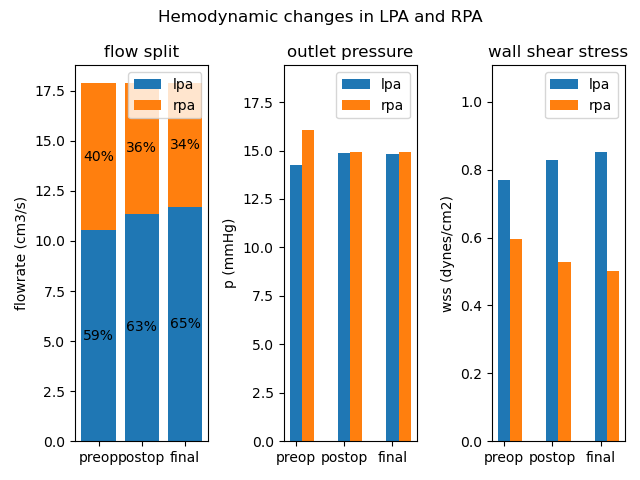 Hemodynamic changes in LPA and RPA
flow split
flowrate (cm3/s)
17.5
15.0
12.5
10.0
7.5
5.0
2.5
0.0
lpa
rpa
40%
36%
34%
59%
63%
65%
preop
postop
final
outlet pressure
p (mmHg)
17.5
15.0
12.5
10.0
7.5
5.0
2.5
0.0
lpa
rpa
preop
postop
final
wall shear stress
wss (dynes/cm2)
1.0
0.8
0.6
0.4
0.2
0.0
lpa
rpa
preop
postop
final